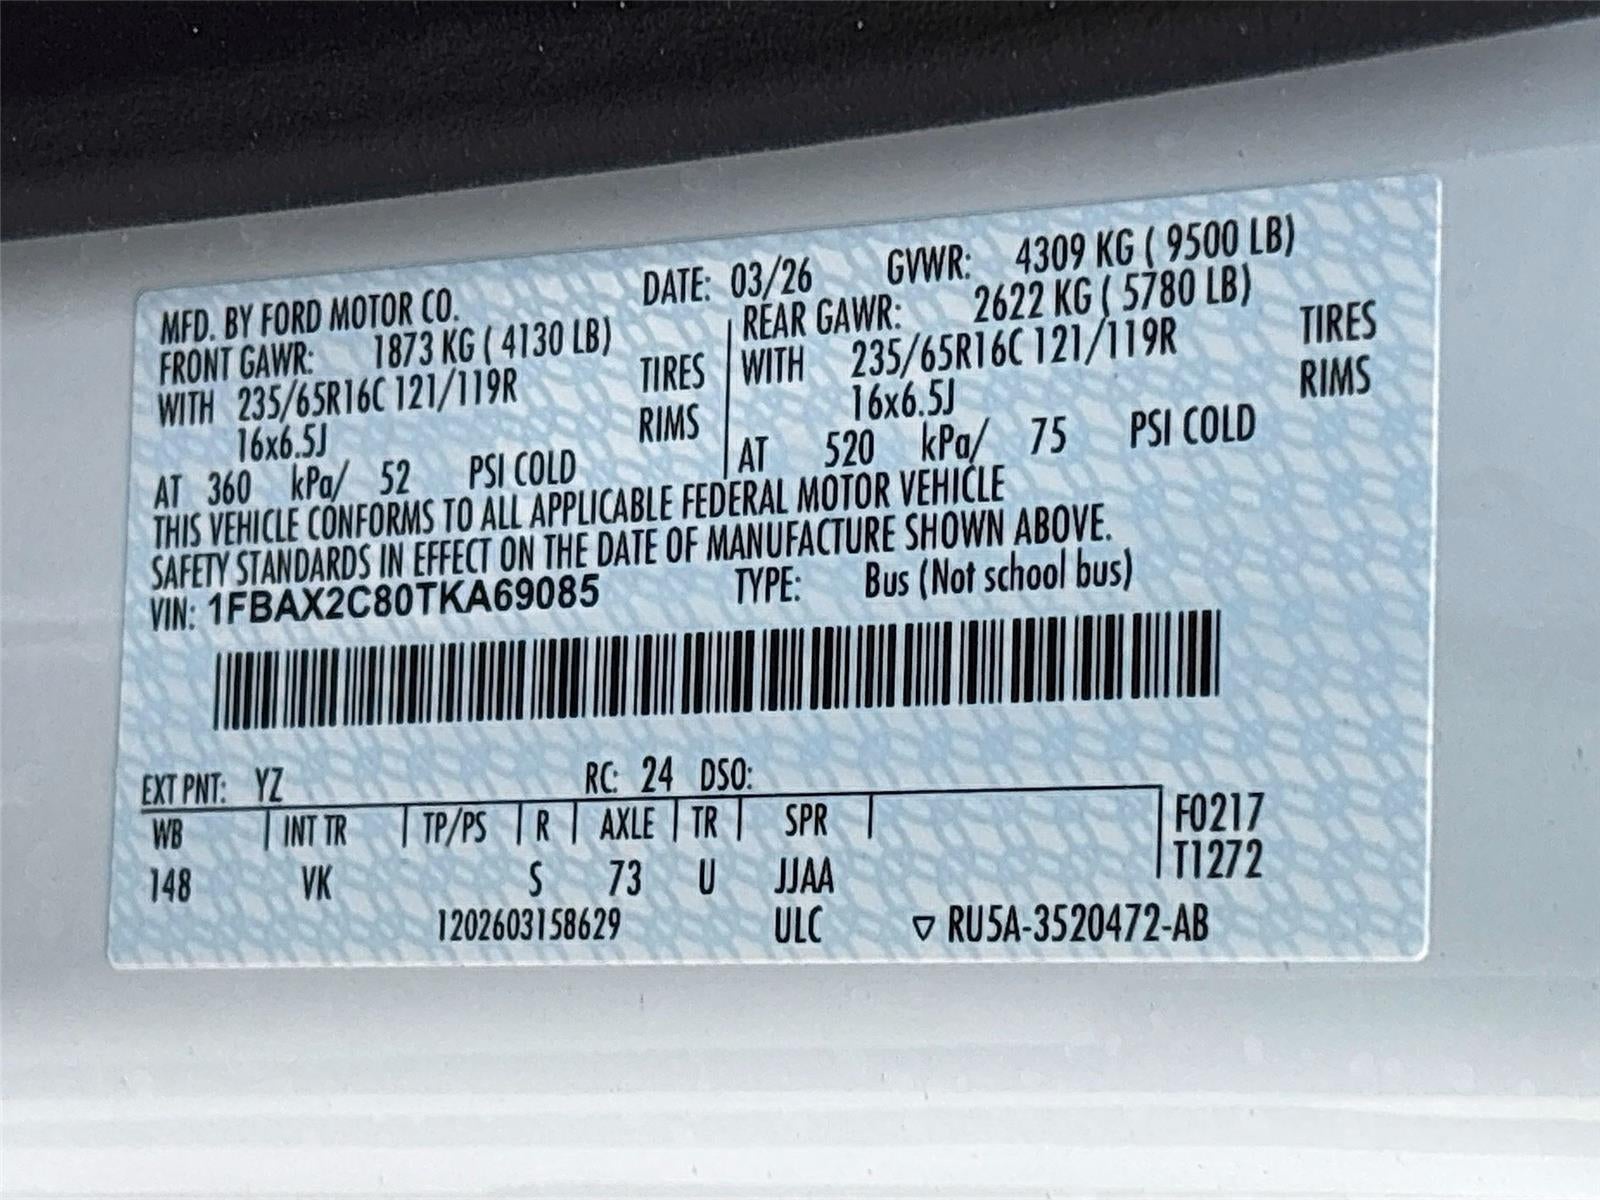 MFD. BY FORD MOTOR CO. DATE: 03/26 GVWR: 4309 KG ( 9500 LB)
FRONT GAWR: 1873 KG ( 4130 LB) REAR GAWR: 2622 KG ( 5780 LB)
WITH 235/65R16C 121/119R TIRES WITH 235/65R16C 121/119R TIRES
16x6.5J RIMS 16x6.5J RIMS
AT 360 kPa/ 52 PSI COLD AT 520 kPa/ 75 PSI COLD
THIS VEHICLE CONFORMS TO ALL APPLICABLE FEDERAL MOTOR VEHICLE
SAFETY STANDARDS IN EFFECT ON THE DATE OF MANUFACTURE SHOWN ABOVE.
VIN: 1FBAX2C80TKA69085 TYPE: Bus (Not school bus)
EXT PNT: YZ RC: 24 DSO:
WB INT TR TP/PS R AXLE TR SPR F0217
148 VK S 73 U JJAA T1272
1202603158629 ULC ▽ RU5A-3520472-AB